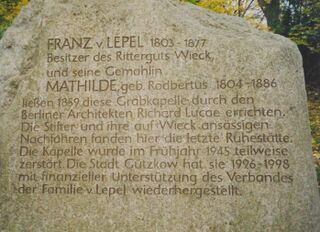 FRANZ v. LEPEL 1803 - 1877
Besitzer des Ritterguts Wieck,
und seine Gemahlin
MATHILDE, geb. Rodbertus 1804 - 1886
ließen 1869 diese Grabkapelle durch den
Berliner Architekten Richard Lucae errichten.
Die Stifter und ihre auf Wieck ansässigen
Nachfahren fanden hier die letzte Ruhestätte.
Die Kapelle wurde im Frühjahr 1945 teilweise
zerstört. Die Stadt Gützkow hat sie 1996-1998
mit finanzieller Unterstützung des Verbandes
der Familie v. Lepel wiederhergestellt.